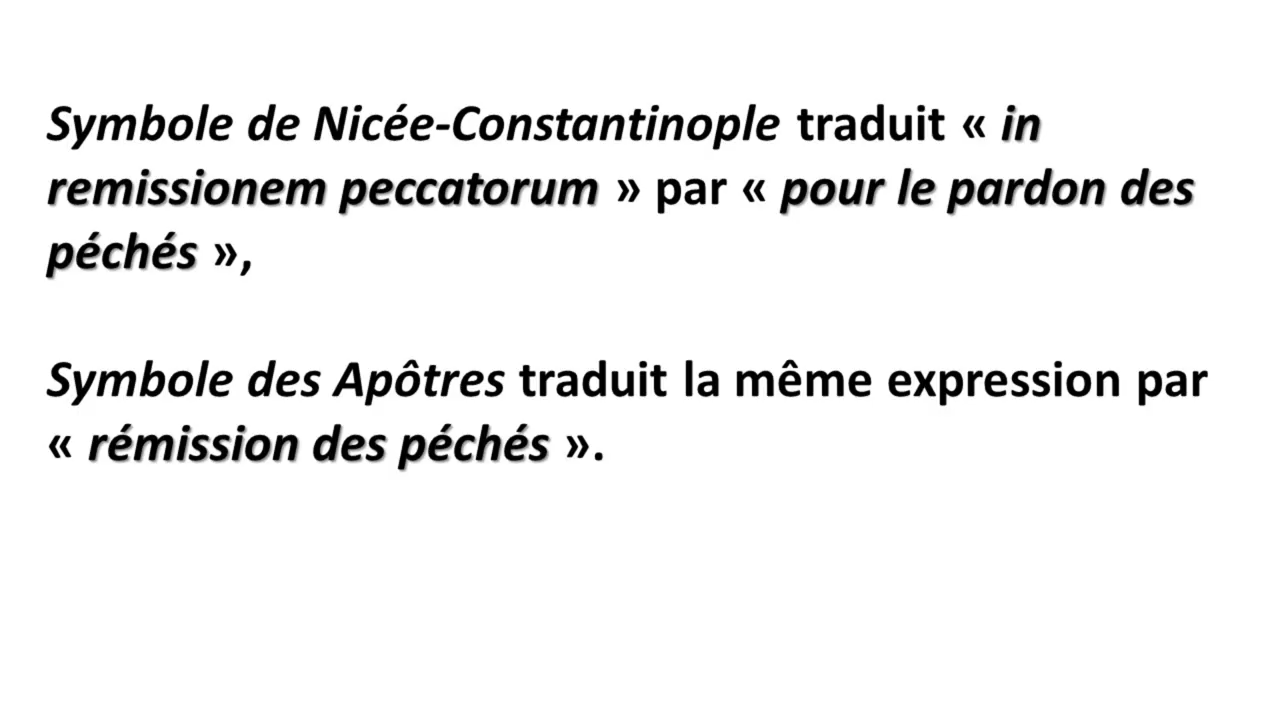 Symbole de Nicée-Constantinople traduit « in
remissionem peccatorum » par « pour le pardon des
péchés »,
Symbole des Apôtres traduit la même expression par
« rémission des péchés ».